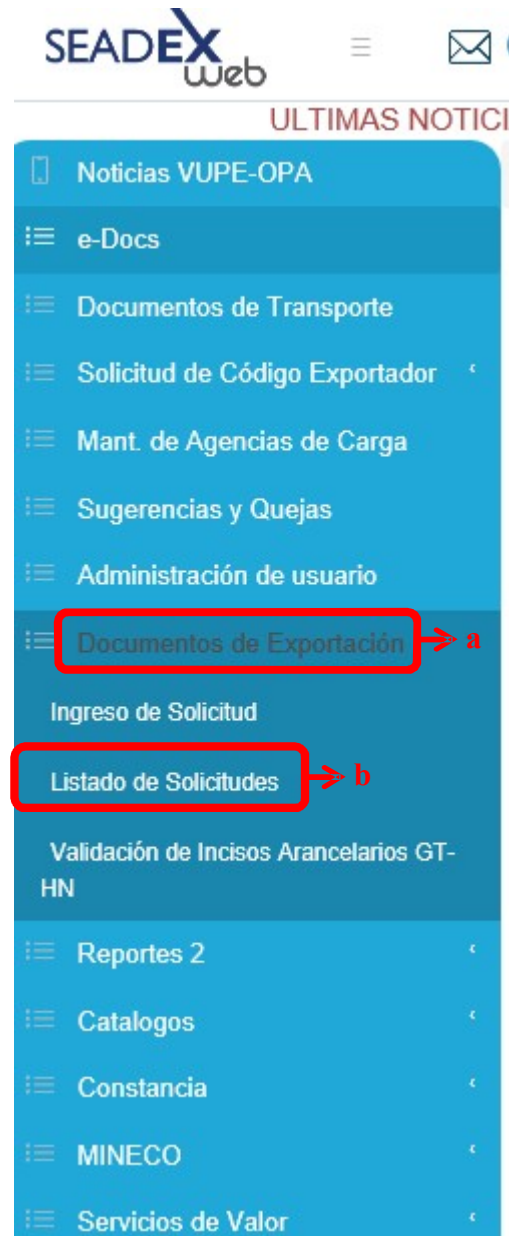 SEADEX
web
ULTIMAS NOTICI
Noticias VUPE-OPA
e-Docs
Documentos de Transporte
Solicitud de Código Exportador
Mant. de Agencias de Carga
Sugerencias y Quejas
Administración de usuario
Documentos de Exportación a
Ingreso de Solicitud
Listado de Solicitudes b
Validación de Incisos Arancelarios GT-
HN
Reportes 2
Catalogos
Constancia
MINECO
Servicios de Valor